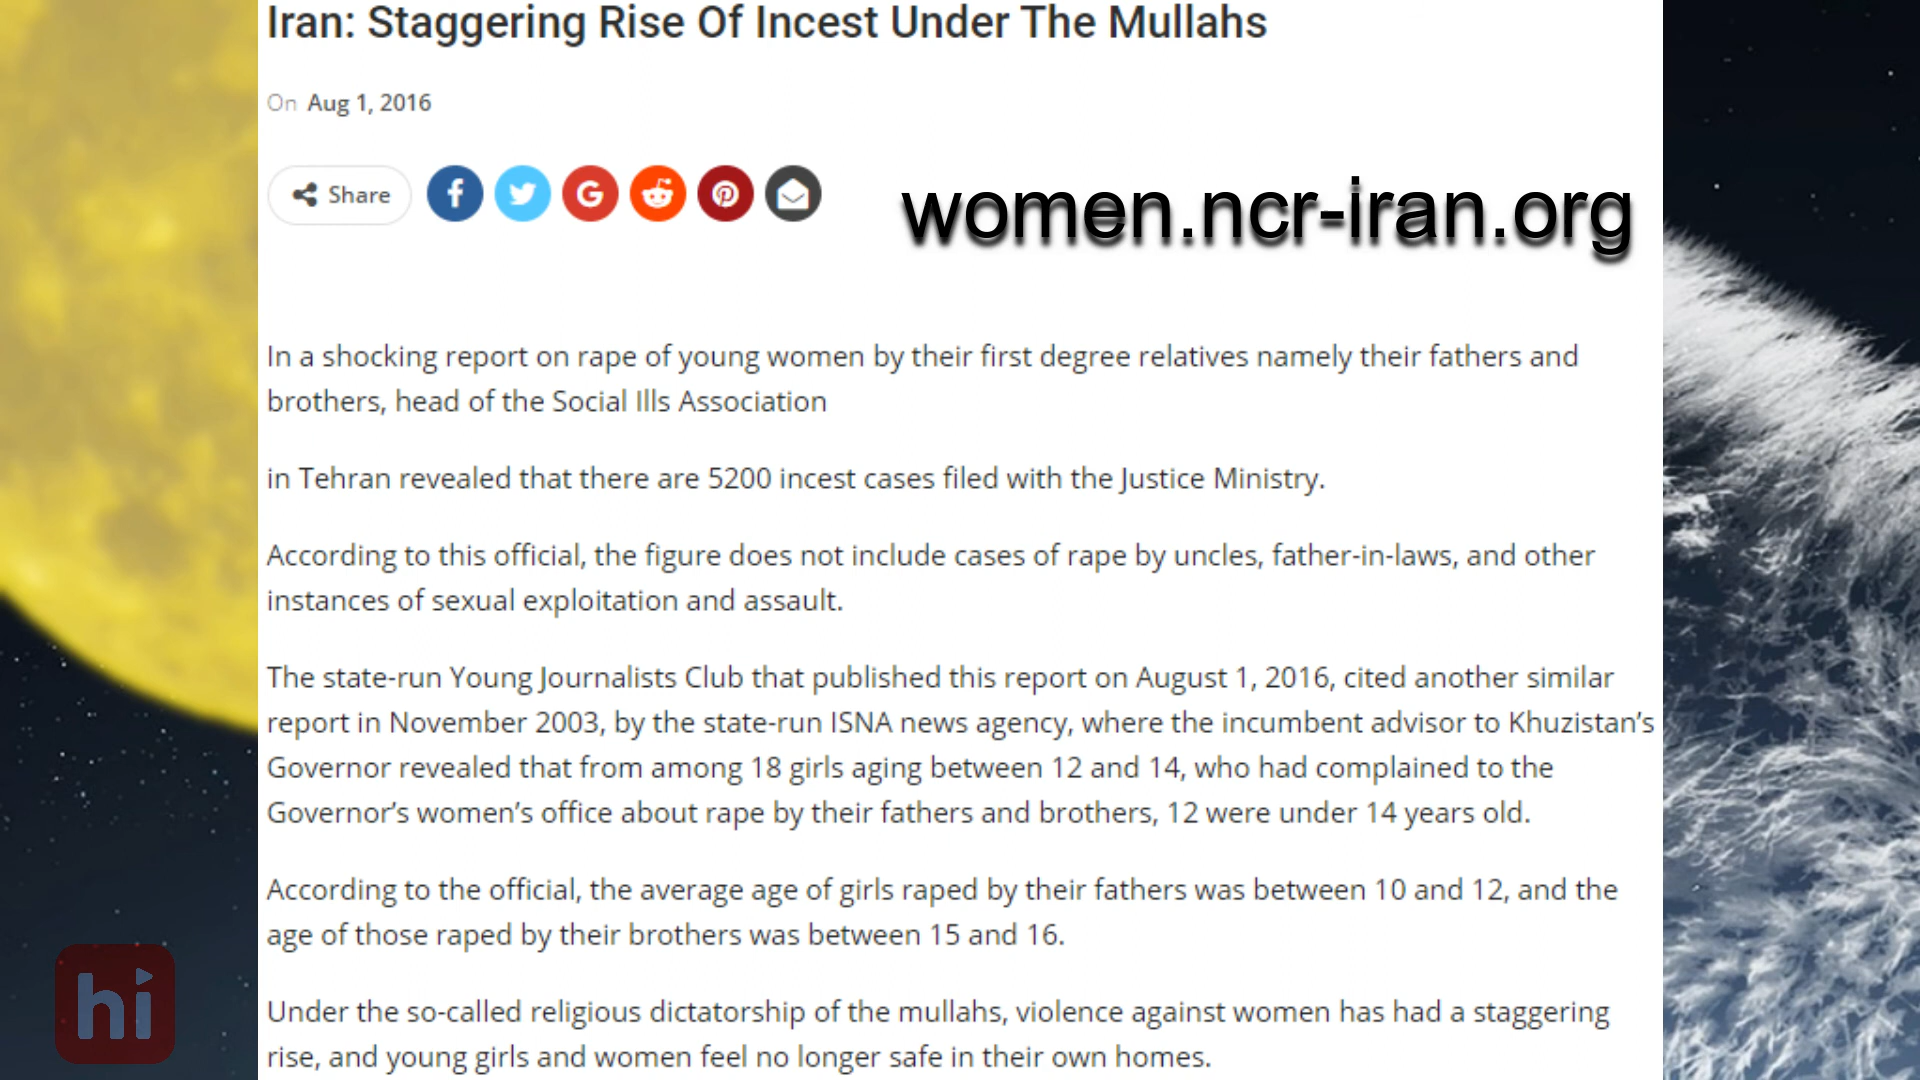 Iran: Staggering Rise Of Incest Under The Mullahs
On Aug 1, 2016
Share
women.ncr-iran.org
In a shocking report on rape of young women by their first degree relatives namely their fathers and
brothers, head of the Social Ills Association
in Tehran revealed that there are 5200 incest cases filed with the Justice Ministry.
According to this official, the figure does not include cases of rape by uncles, father-in-laws, and other
instances of sexual exploitation and assault.
The state-run Young Journalists Club that published this report on August 1, 2016, cited another similar
report in November 2003, by the state-run ISNA news agency, where the incumbent advisor to Khuzistan’s
Governor revealed that from among 18 girls aging between 12 and 14, who had complained to the
Governor’s women’s office about rape by their fathers and brothers, 12 were under 14 years old.
According to the official, the average age of girls raped by their fathers was between 10 and 12, and the
age of those raped by their brothers was between 15 and 16.
Under the so-called religious dictatorship of the mullahs, violence against women has had a staggering
rise, and young girls and women feel no longer safe in their own homes.
hi